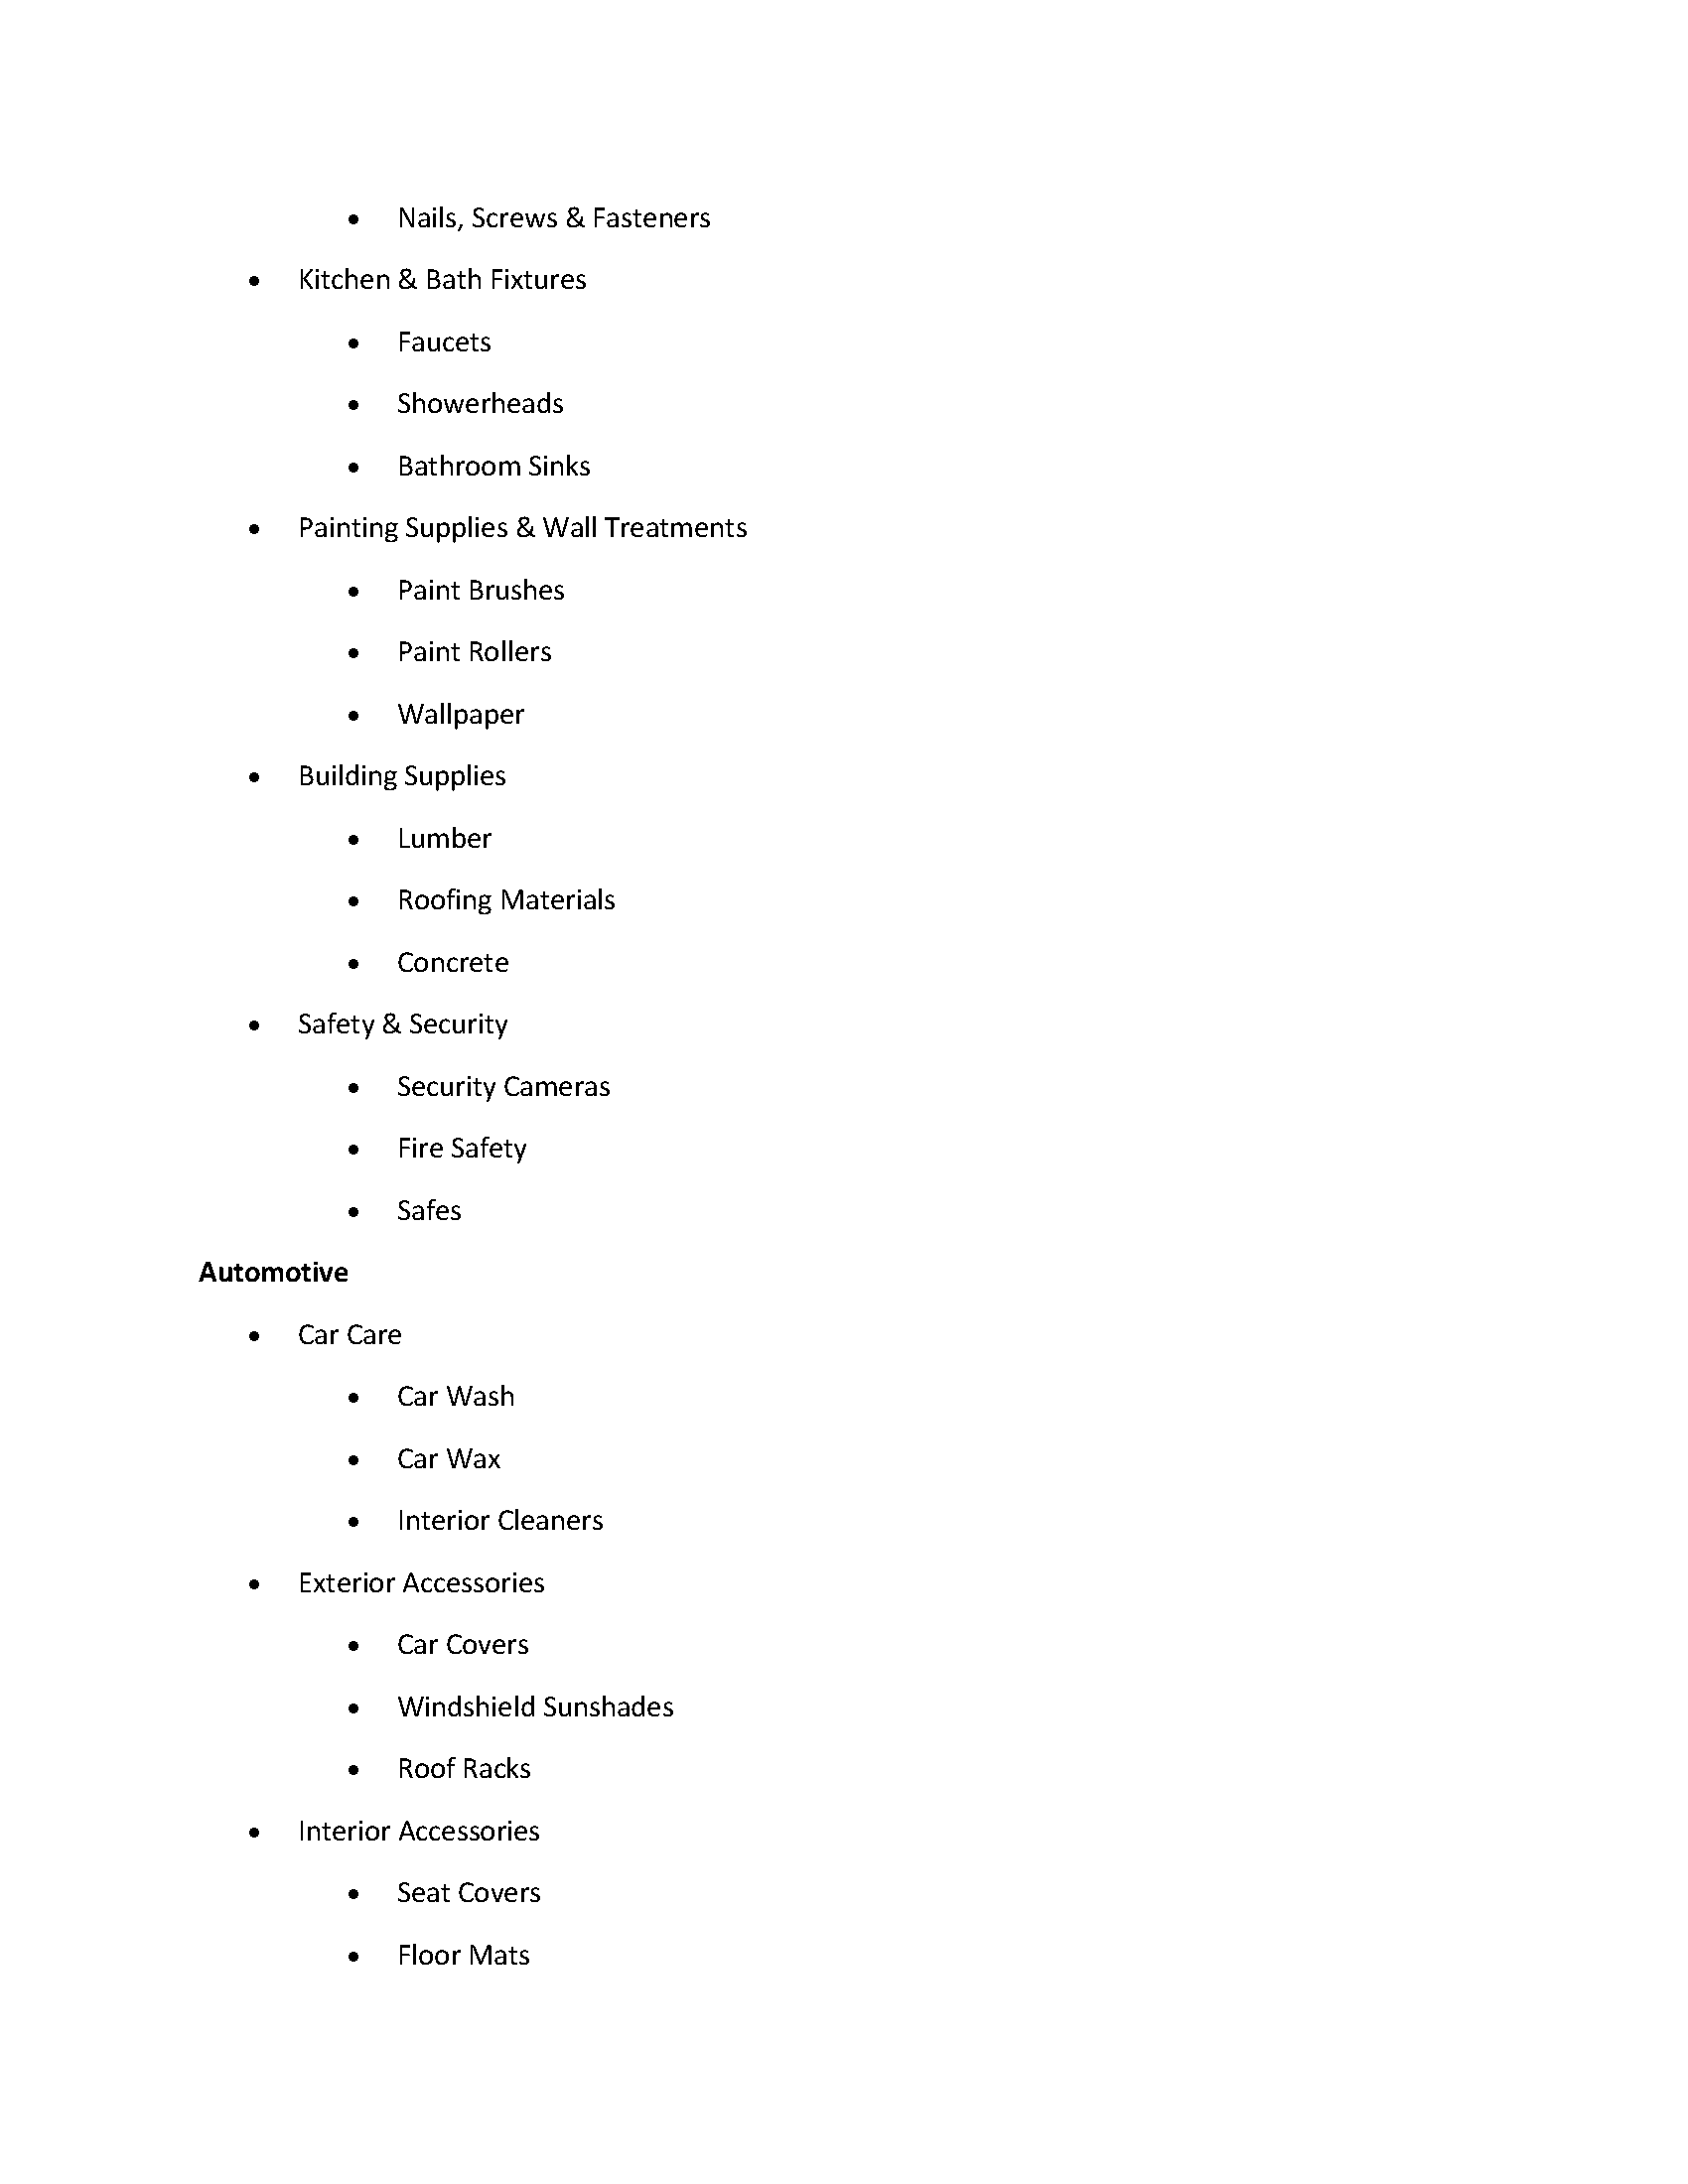 • Nails, Screws & Fasteners
• Kitchen & Bath Fixtures
• Faucets
• Showerheads
• Bathroom Sinks
• Painting Supplies & Wall Treatments
• Paint Brushes
• Paint Rollers
• Wallpaper
• Building Supplies
• Lumber
• Roofing Materials
• Concrete
• Safety & Security
• Security Cameras
• Fire Safety
• Safes
Automotive
• Car Care
• Car Wash
• Car Wax
• Interior Cleaners
• Exterior Accessories
• Car Covers
• Windshield Sunshades
• Roof Racks
• Interior Accessories
• Seat Covers
• Floor Mats